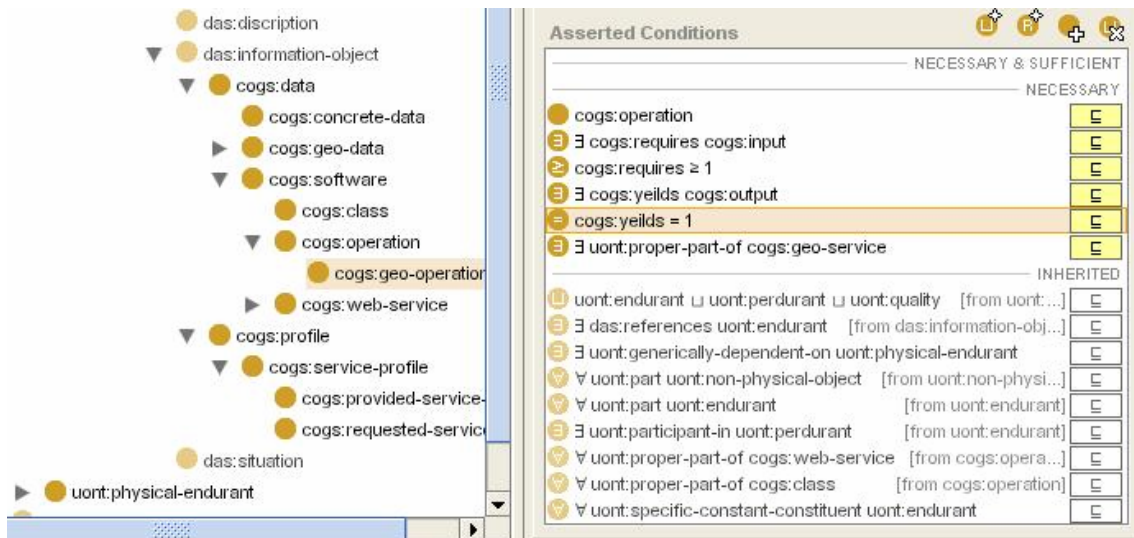 das:discription
das:information-object
cogs:data
cogs:concrete-data
cogs:geo-data
cogs:software
cogs:class
cogs:operation
cogs:geo-operation
cogs:web-service
cogs:profile
cogs:service-profile
cogs:provided-service-
cogs:requested-servic
das:situation
uont:physical-endurant
Asserted Conditions
NECESSARY & SUFFICIENT
NECESSARY
cogs:operation ⊑
∃ ∃ cogs:requires cogs:input ⊑
≥ cogs:requires ≥ 1 ⊑
∃ ∃ cogs:yeilds cogs:output ⊑
= cogs:yeilds = 1 ⊑
∃ ∃ uont:proper-part-of cogs:geo-service ⊑
INHERITED
⊔ uont:endurant ⊔ uont:perdurant ⊔ uont:quality [from uont:...] ⊑
∃ ∃ das:references uont:endurant [from das:information-obj...] ⊑
∃ ∃ uont:generically-dependent-on uont:physical-endurant ⊑
∀ ∀ uont:part uont:non-physical-object [from uont:non-physi...] ⊑
∀ ∀ uont:part uont:endurant [from uont:endurant] ⊑
∃ ∃ uont:participant-in uont:perdurant [from uont:endurant] ⊑
∀ ∀ uont:proper-part-of cogs:web-service [from cogs:opera...] ⊑
∀ ∀ uont:proper-part-of cogs:class [from cogs:operation] ⊑
∀ ∀ uont:specific-constant-constituent uont:endurant ⊑